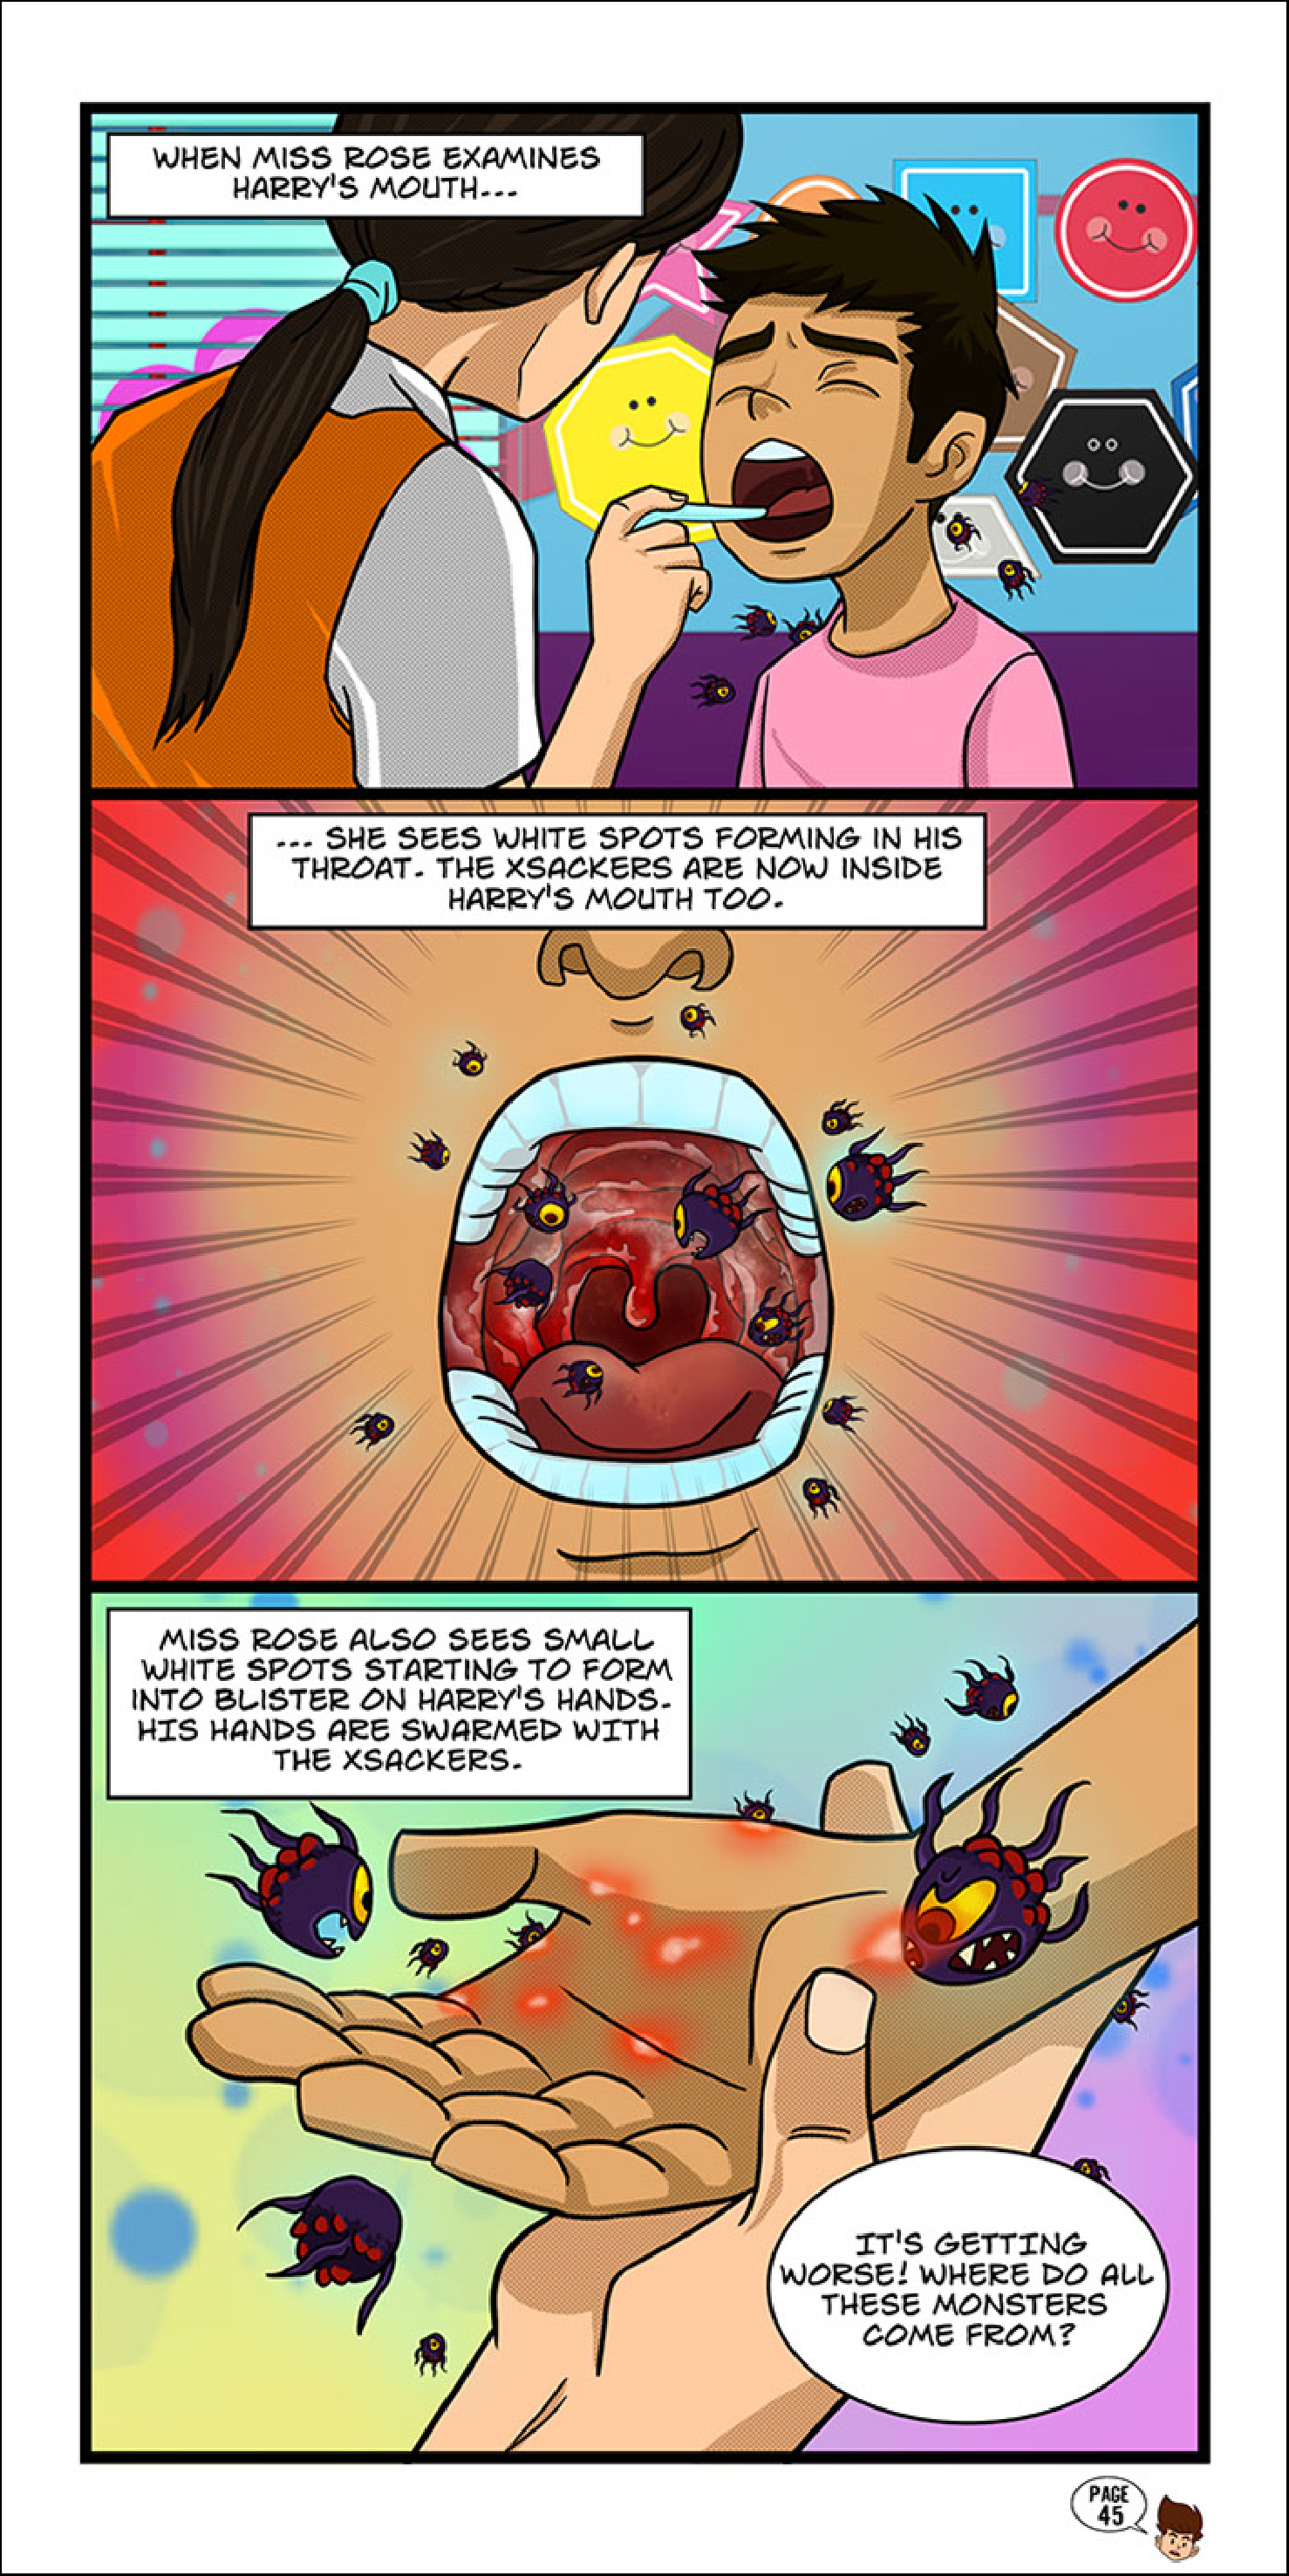 WHEN MISS ROSE EXAMINES
HARRY'S MOUTH...
... SHE SEES WHITE SPOTS FORMING IN HIS
THROAT. THE XSACKERS ARE NOW INSIDE
HARRY'S MOUTH TOO.
MISS ROSE ALSO SEES SMALL
WHITE SPOTS STARTING TO FORM
INTO BLISTER ON HARRY'S HANDS.
HIS HANDS ARE SWARMED WITH
THE XSACKERS.
IT'S GETTING
WORSE! WHERE DO ALL
THESE MONSTERS
COME FROM?
PAGE
45